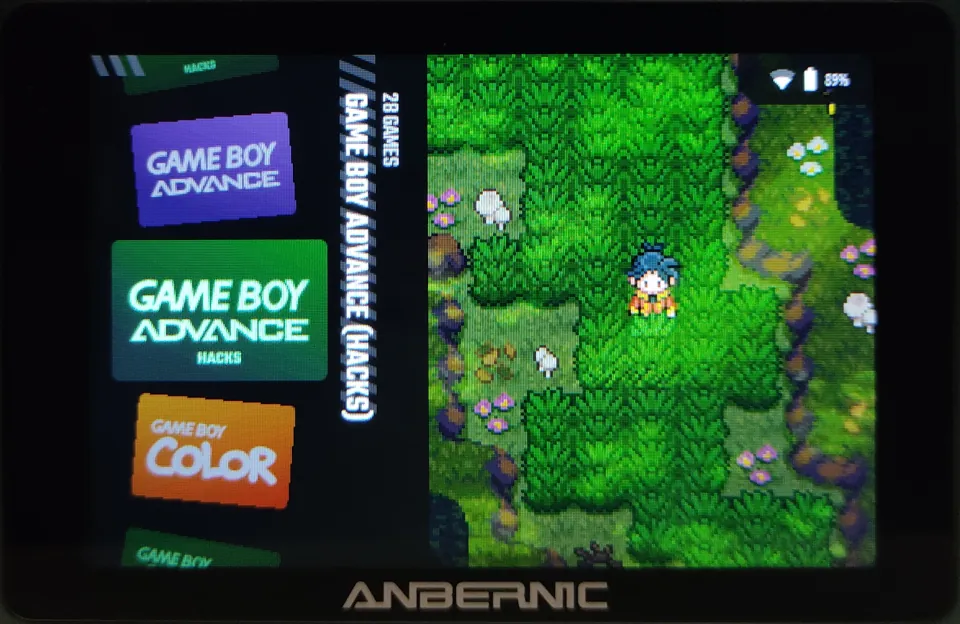 HACKS
GAME BOY
ADVANCE
GAME BOY
ADVANCE
HACKS
GAME BOY
COLOR
GAME BOY
28 GAMES
GAME BOY ADVANCE (HACKS)
89%
ANBERNIC